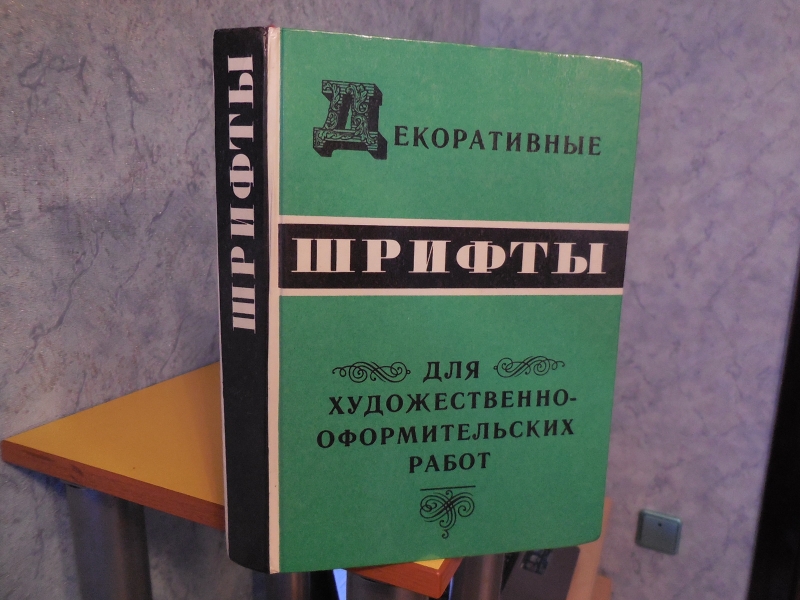 ШРИФТЫ
ДЕКОРАТИВНЫЕ
ШРИФТЫ
ДЛЯ
ХУДОЖЕСТВЕННО-
ОФОРМИТЕЛЬСКИХ
РАБОТ